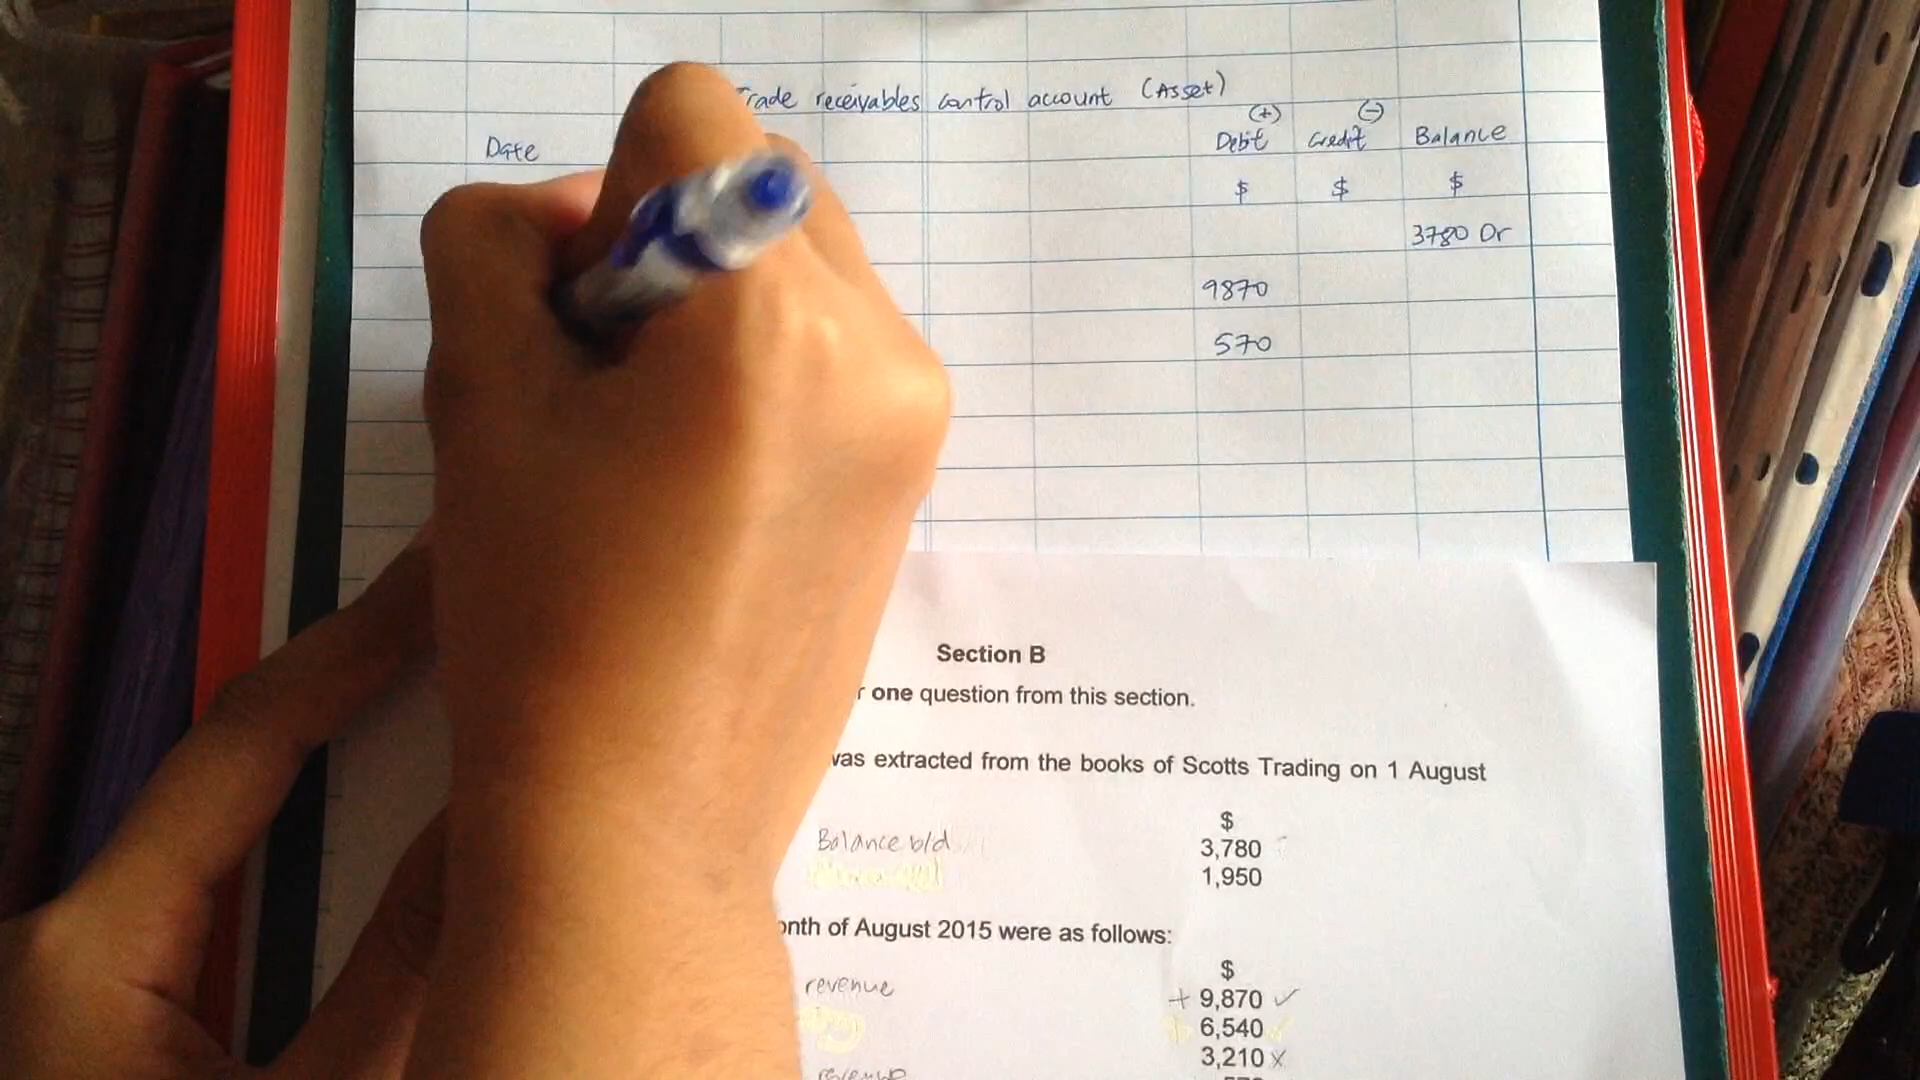 Trade receivables control account (Asset)
(+) (-)
Date Debit Credit Balance
$ $ $
3780 Dr
9870
570
Section B
one question from this section.
was extracted from the books of Scotts Trading on 1 August
$
Balance b/d 3,780
1,950
of August 2015 were as follows:
$
revenue + 9,870 ✓
6,540
3,210 x
revenue